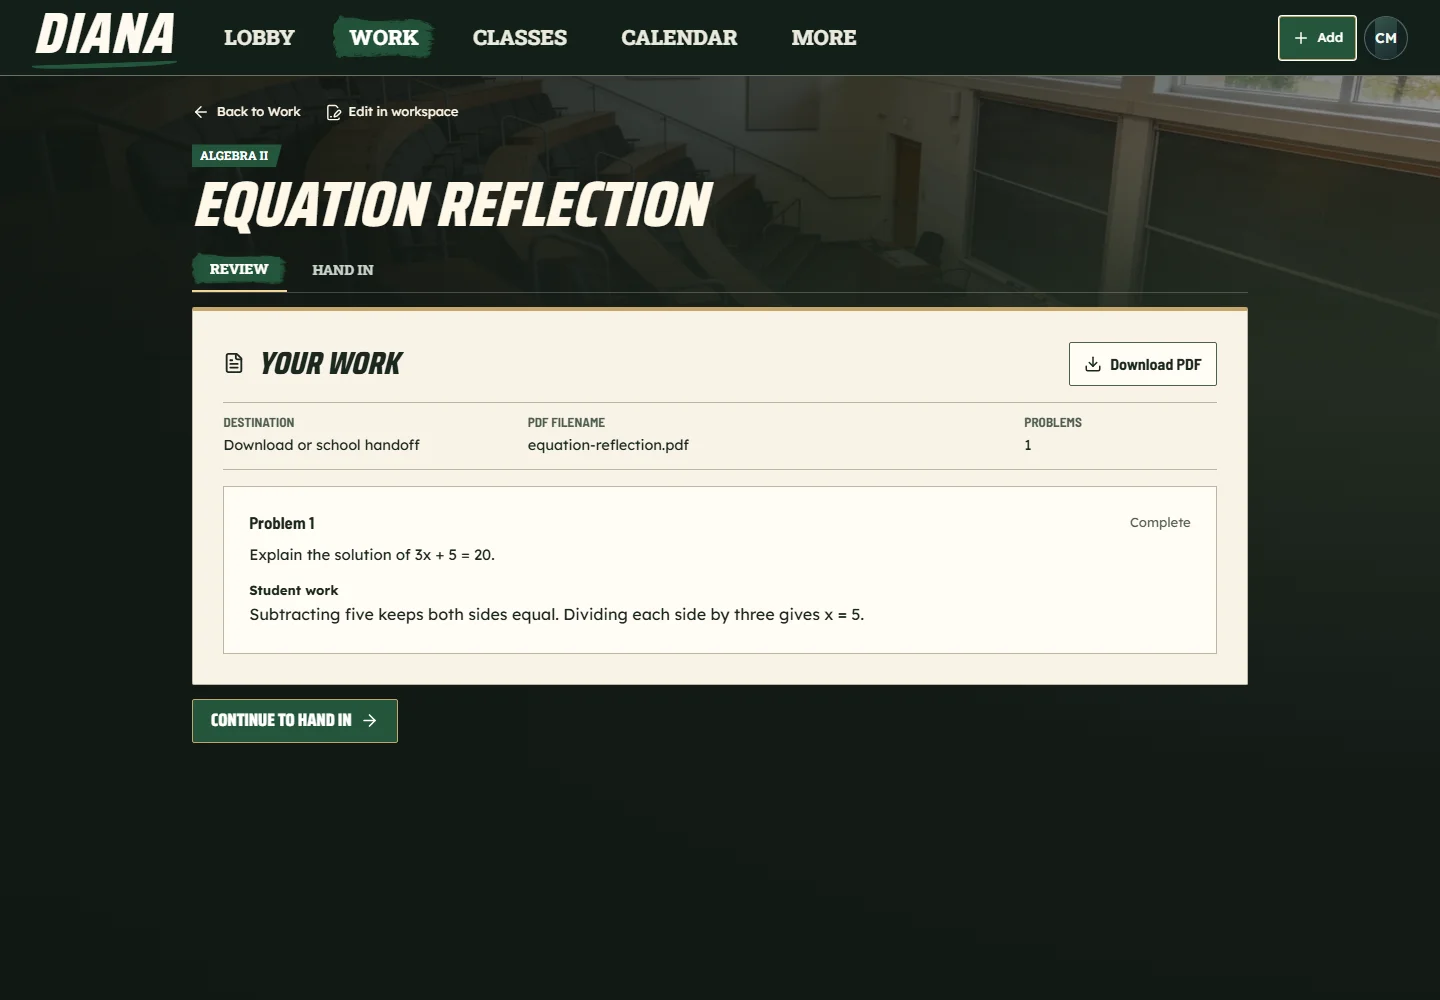 DIANA
LOBBY
WORK
CLASSES
CALENDAR
MORE
Add
CM
Back to Work
Edit in workspace
ALGEBRA II
EQUATION REFLECTION
REVIEW
HAND IN
YOUR WORK
Download PDF
DESTINATION
PDF FILENAME
PROBLEMS
Download or school handoff
equation-reflection.pdf
1
Problem 1
Complete
Explain the solution of 3x + 5 = 20.
Student work
Subtracting five keeps both sides equal. Dividing each side by three gives x = 5.
CONTINUE TO HAND IN